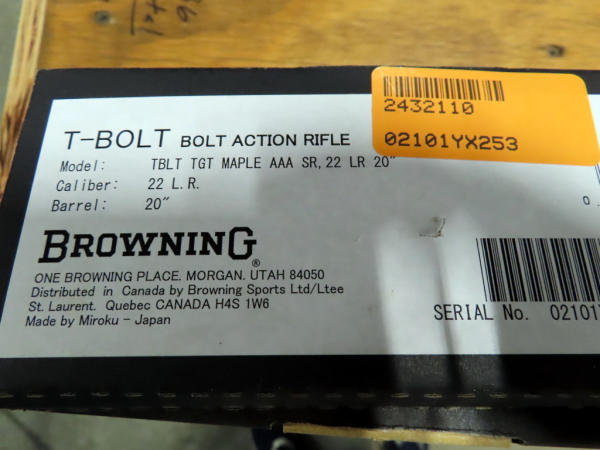 2432110
02101YX253
T-BOLT BOLT ACTION RIFLE
Model: TBLT TGT MAPLE AAA SR, 22 LR 20″
Caliber: 22 L.R.
Barrel: 20″
BROWNING®
ONE BROWNING PLACE. MORGAN. UTAH 84050
Distributed in Canada by Browning Sports Ltd/Ltee
St. Laurent. Quebec CANADA H4S 1W6
Made by Miroku - Japan
SERIAL No. 02101